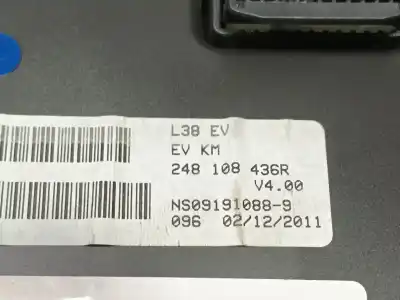 L38 EV
EV KM
248 108 436R
V4.00
NS09191088-9
096 02/12/2011